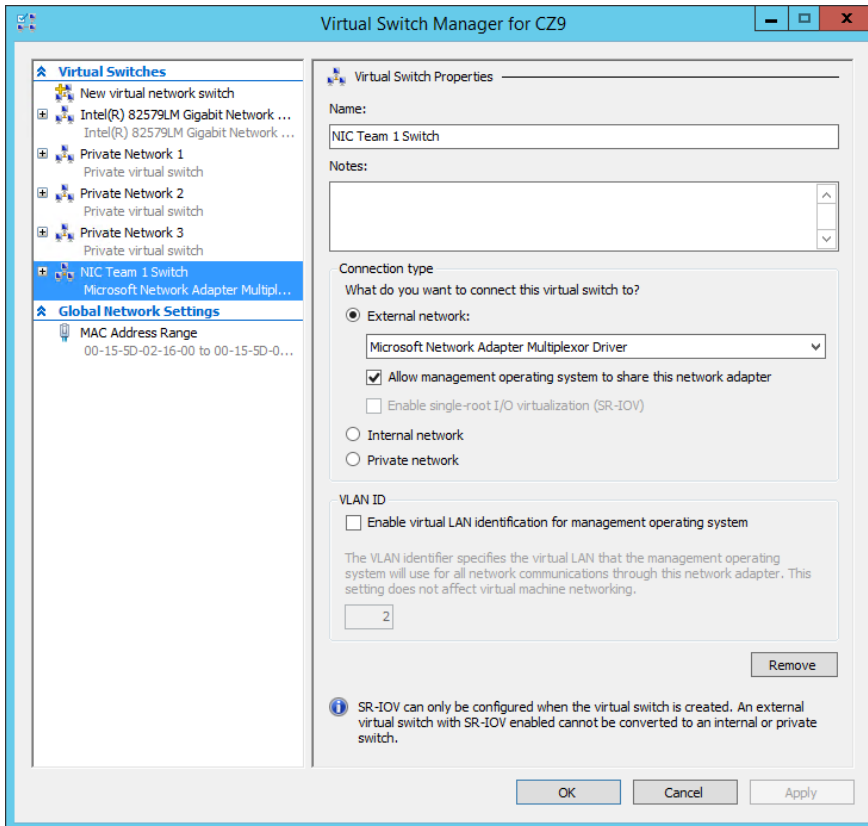 Virtual Switch Manager for CZ9
Virtual Switches
New virtual network switch
Intel(R) 82579LM Gigabit Network ...
Intel(R) 82579LM Gigabit Network ...
Private Network 1
Private virtual switch
Private Network 2
Private virtual switch
Private Network 3
Private virtual switch
NIC Team 1 Switch
Microsoft Network Adapter Multipl...
Global Network Settings
MAC Address Range
00-15-5D-02-16-00 to 00-15-5D-0...
Virtual Switch Properties
Name:
NIC Team 1 Switch
Notes:
Connection type
What do you want to connect this virtual switch to?
External network:
Microsoft Network Adapter Multiplexor Driver
Allow management operating system to share this network adapter
Enable single-root I/O virtualization (SR-IOV)
Internal network
Private network
VLAN ID
Enable virtual LAN identification for management operating system
The VLAN identifier specifies the virtual LAN that the management operating
system will use for all network communications through this network adapter. This
setting does not affect virtual machine networking.
2
Remove
SR-IOV can only be configured when the virtual switch is created. An external
virtual switch with SR-IOV enabled cannot be converted to an internal or private
switch.
OK
Cancel
Apply